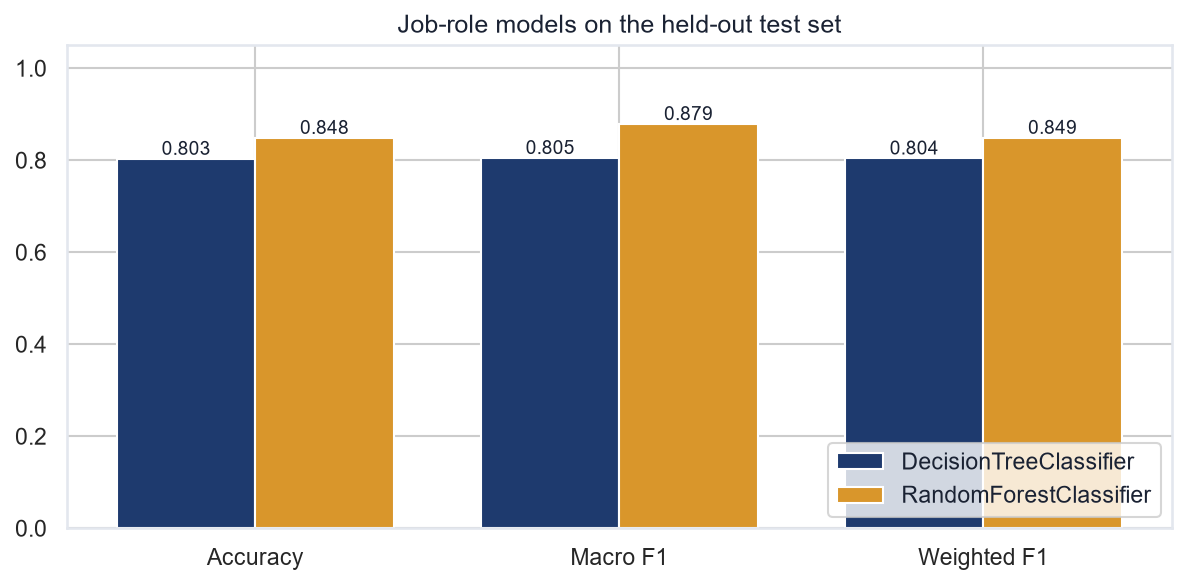 Job-role models on the held-out test set
1.0
0.8
0.6
0.4
0.2
0.0
0.803
0.848
0.805
0.879
0.804
0.849
DecisionTreeClassifier
RandomForestClassifier
Accuracy
Macro F1
Weighted F1